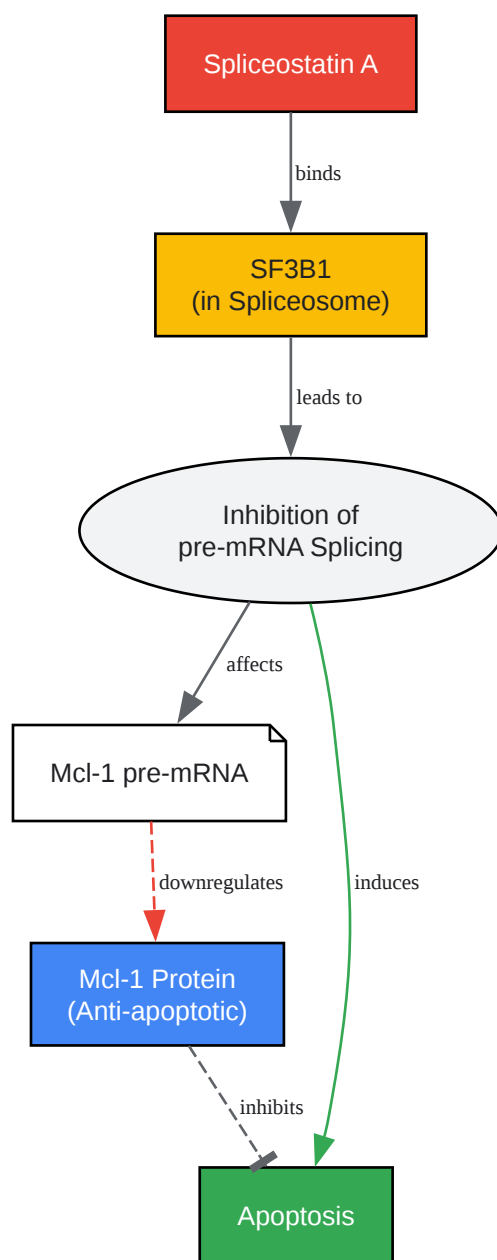 Spliceostatin A
binds
SF3B1
(in Spliceosome)
leads to
Inhibition of
pre-mRNA Splicing
affects
Mcl-1 pre-mRNA
downregulates
induces
Mcl-1 Protein
(Anti-apoptotic)
inhibits
Apoptosis